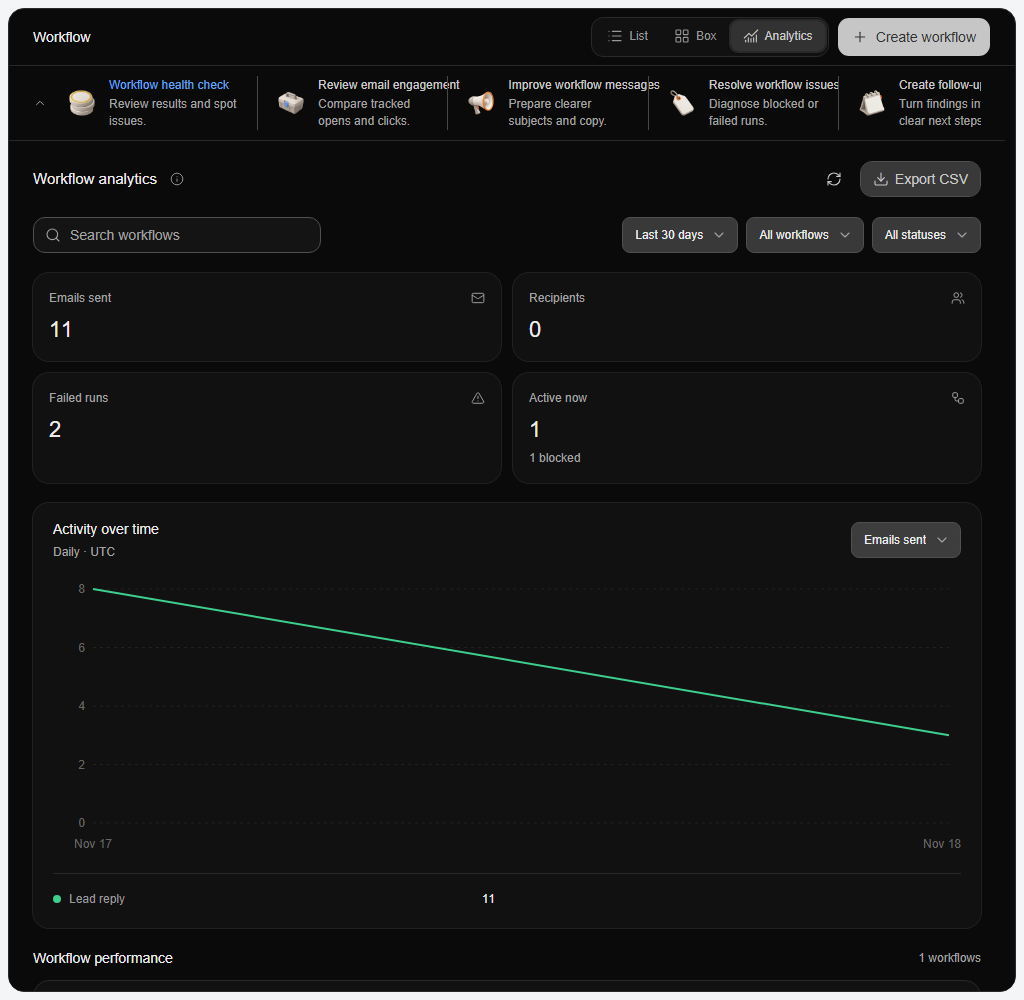 Workflow
List
Box
Analytics
Create workflow
Workflow health check
Review results and spot
issues.
Review email engagement
Compare tracked
opens and clicks.
Improve workflow messages
Prepare clearer
subjects and copy.
Resolve workflow issues
Diagnose blocked or
failed runs.
Create follow-up
Turn findings in
clear next steps
Workflow analytics
Export CSV
Search workflows
Last 30 days
All workflows
All statuses
Emails sent
11
Recipients
0
Failed runs
2
Active now
1
1 blocked
Activity over time
Daily · UTC
Emails sent
8
6
4
2
0
Nov 17
Nov 18
Lead reply
11
Workflow performance
1 workflows